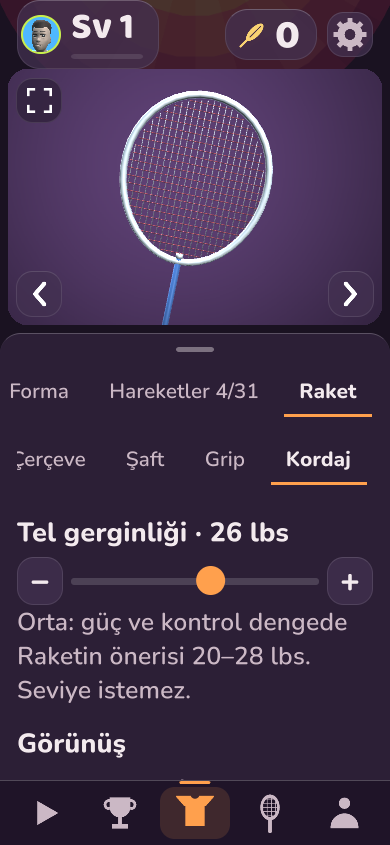 Sv 1
0
Forma Hareketler 4/31 Raket
Çerçeve Şaft Grip Kordaj
Tel gerginliği · 26 lbs
Orta: güç ve kontrol dengede
Raketin önerisi 20–28 lbs.
Seviye istemez.
Görünüş